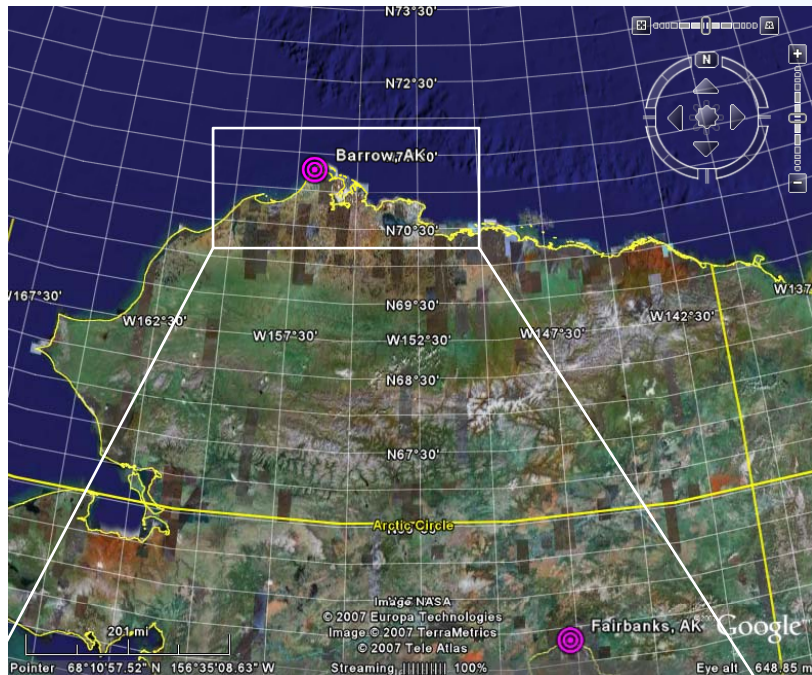 N73°30'
N72°30'
N
Barrow, AK
N70°30'
W167°30'
W162°30'
N69°30'
W157°30'
W152°30'
W147°30'
W142°30'
W137
N68°30'
N67°30'
Arctic Circle
Image NASA
© 2007 Europa Technologies
Image © 2007 TerraMetrics
© 2007 Tele Atlas
201 mi
Fairbanks, AK
Google
Pointer 68°10'57.52" N 156°35'08.63" W Streaming 100% Eye alt 648.85 m